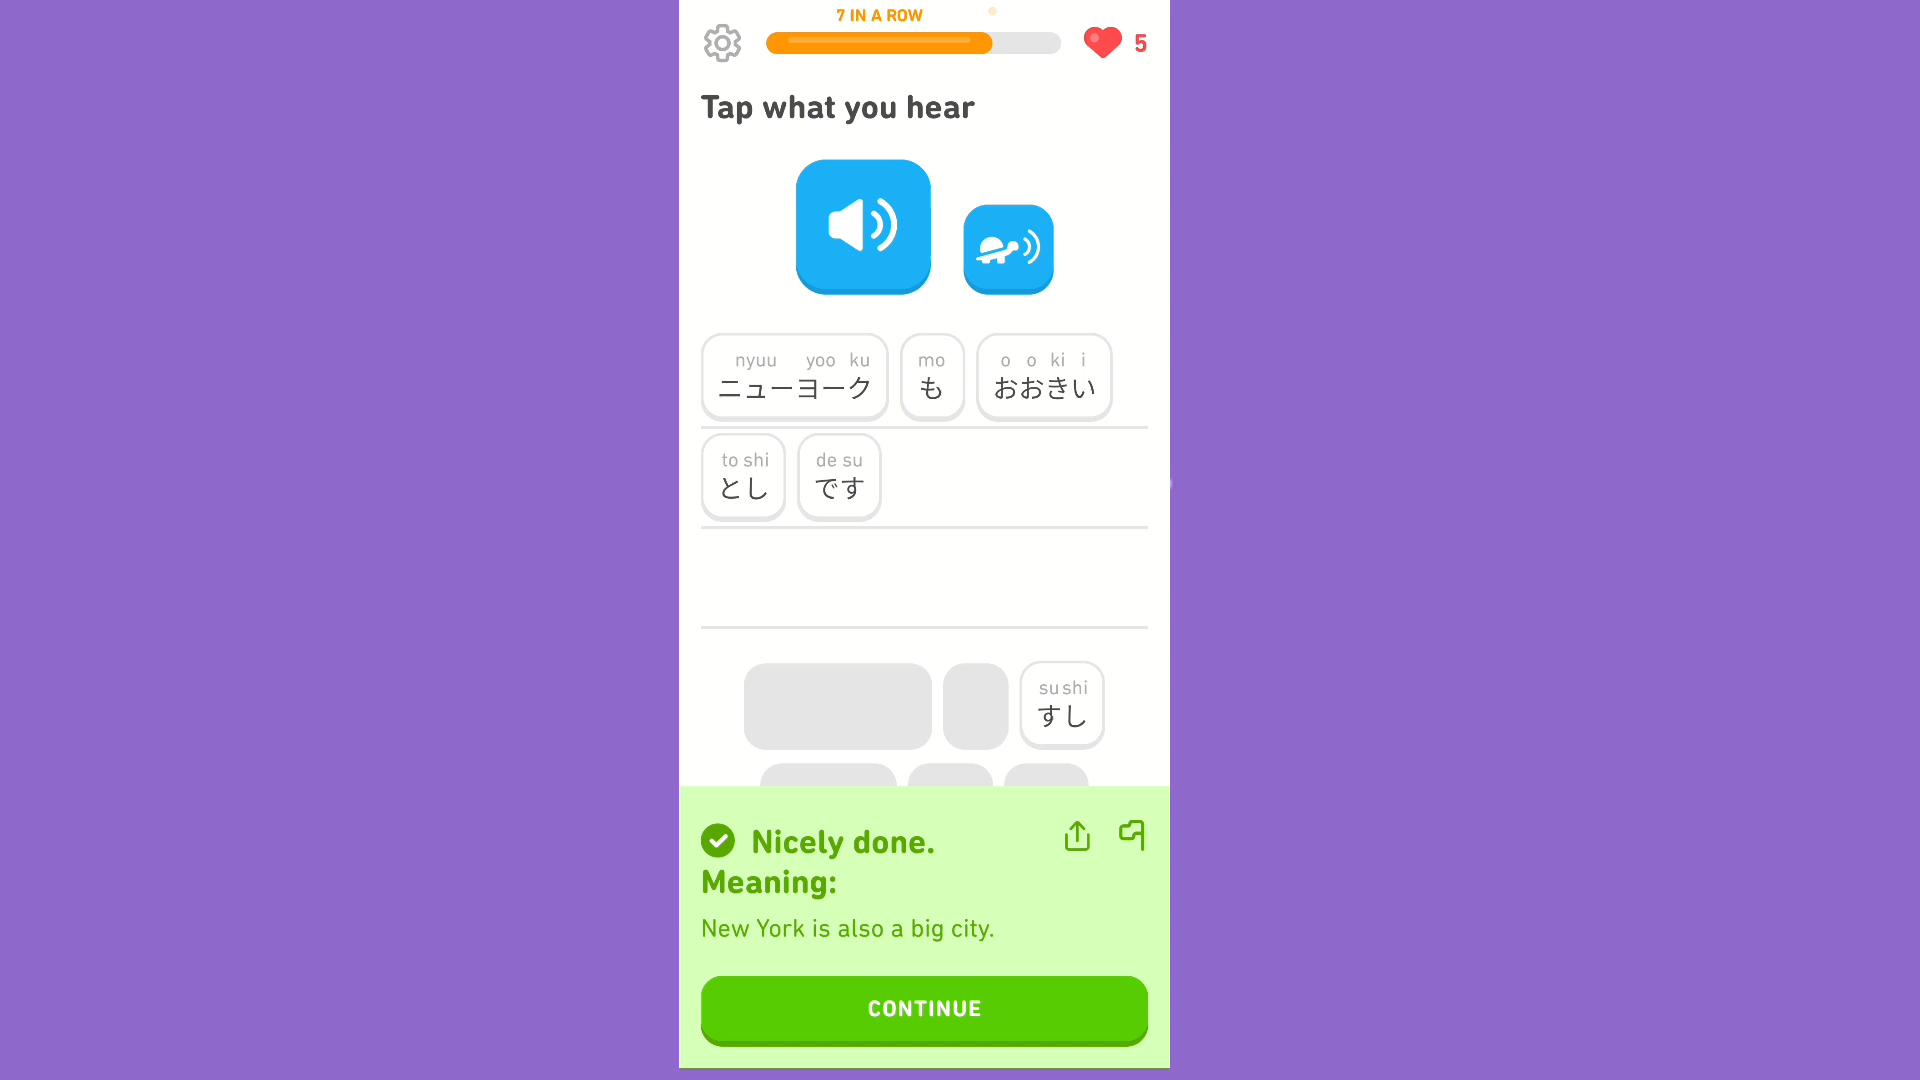 7 IN A ROW
5
Tap what you hear
nyuu yoo ku mo o o ki i
ニューヨーク も おおきい
to shi de su
とし です
su shi
すし
Nicely done.
Meaning:
New York is also a big city.
CONTINUE